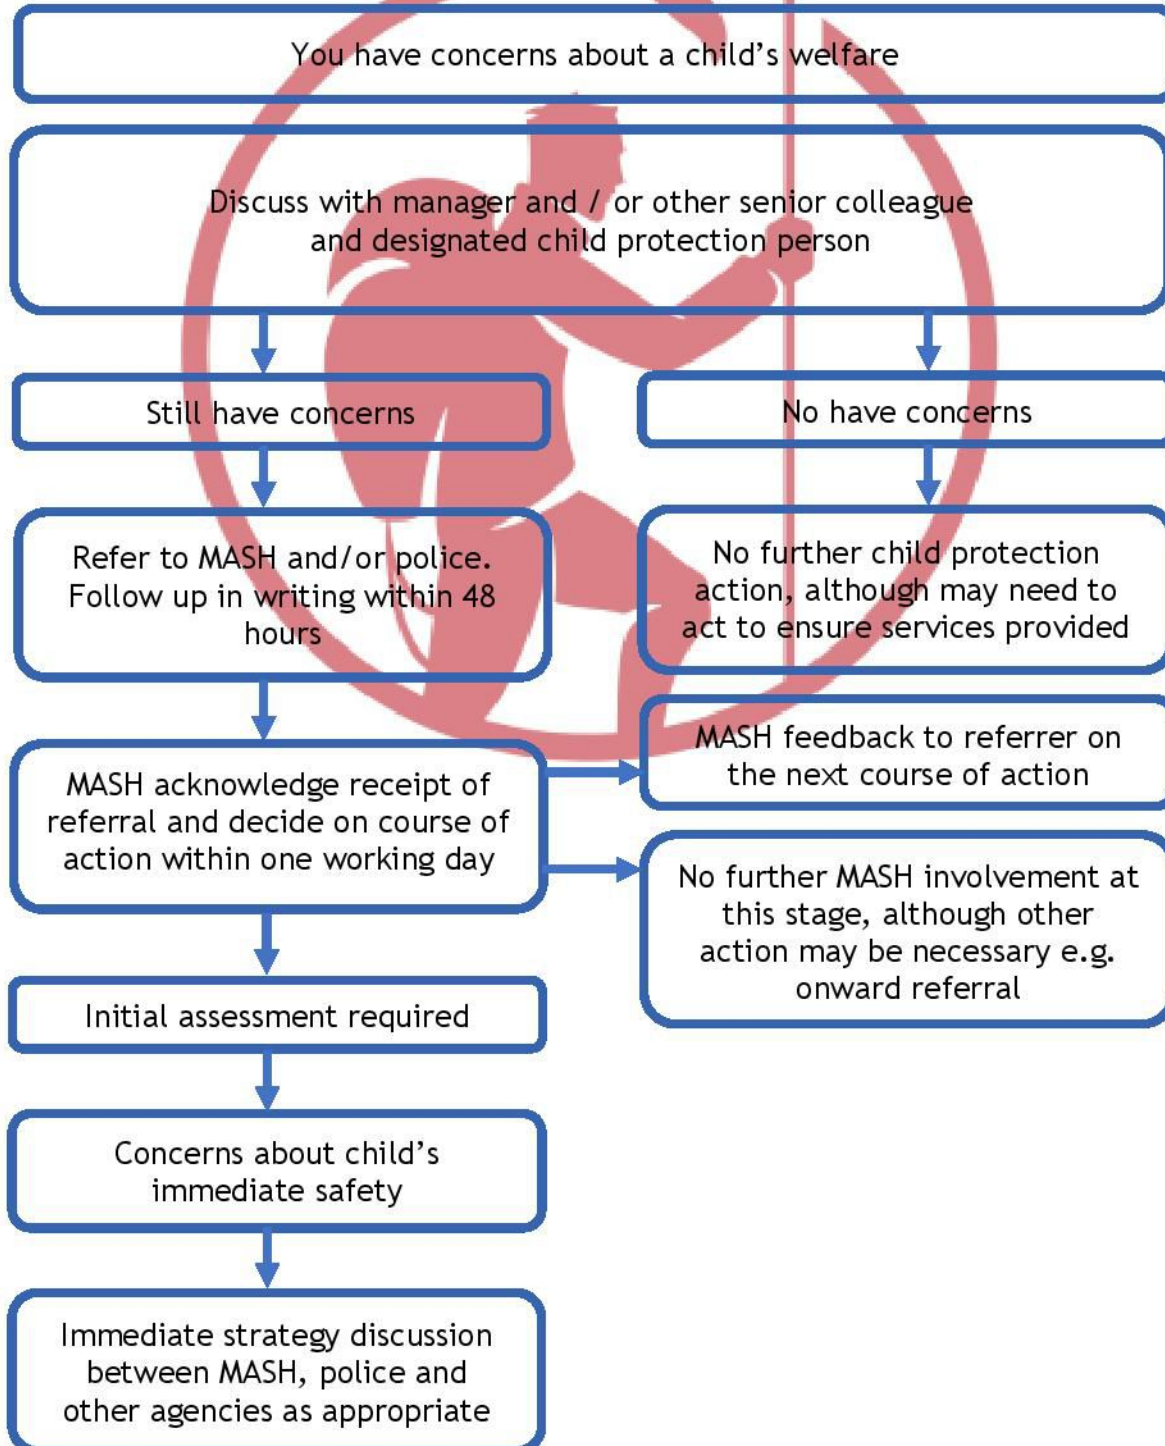 You have concerns about a child’s welfare
Discuss with manager and / or other senior colleague
and designated child protection person
Still have concerns
No have concerns
Refer to MASH and/or police.
Follow up in writing within 48
hours
No further child protection
action, although may need to
act to ensure services provided
MASH acknowledge receipt of
referral and decide on course of
action within one working day
MASH feedback to referrer on
the next course of action
No further MASH involvement at
this stage, although other
action may be necessary e.g.
onward referral
Initial assessment required
Concerns about child’s
immediate safety
Immediate strategy discussion
between MASH, police and
other agencies as appropriate